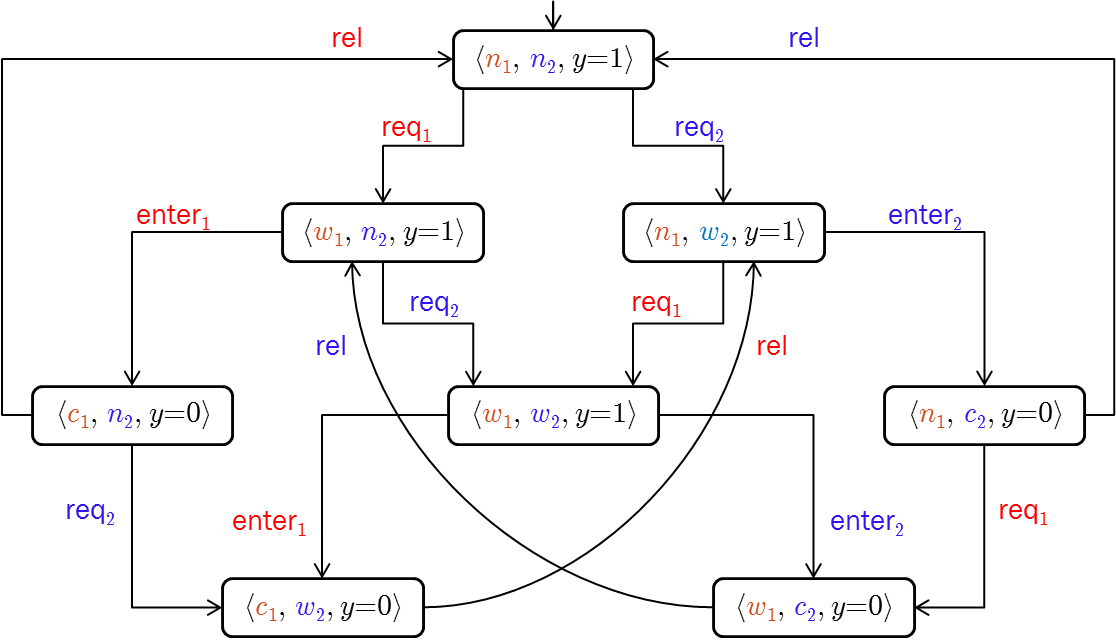 rel
rel
⟨n₁, n₂, y=1⟩
req₁
req₂
enter₁
⟨w₁, n₂, y=1⟩
⟨n₁, w₂, y=1⟩
enter₂
req₂
req₁
rel
rel
⟨c₁, n₂, y=0⟩
⟨w₁, w₂, y=1⟩
⟨n₁, c₂, y=0⟩
req₂
enter₁
enter₂
req₁
⟨c₁, w₂, y=0⟩
⟨w₁, c₂, y=0⟩